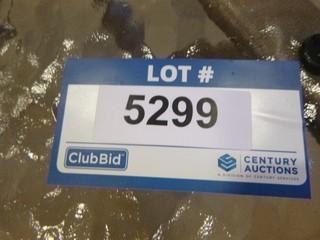 LOT #
5299
ClubBid
CENTURY
AUCTIONS
A DIVISION OF CENTURY SERVICES